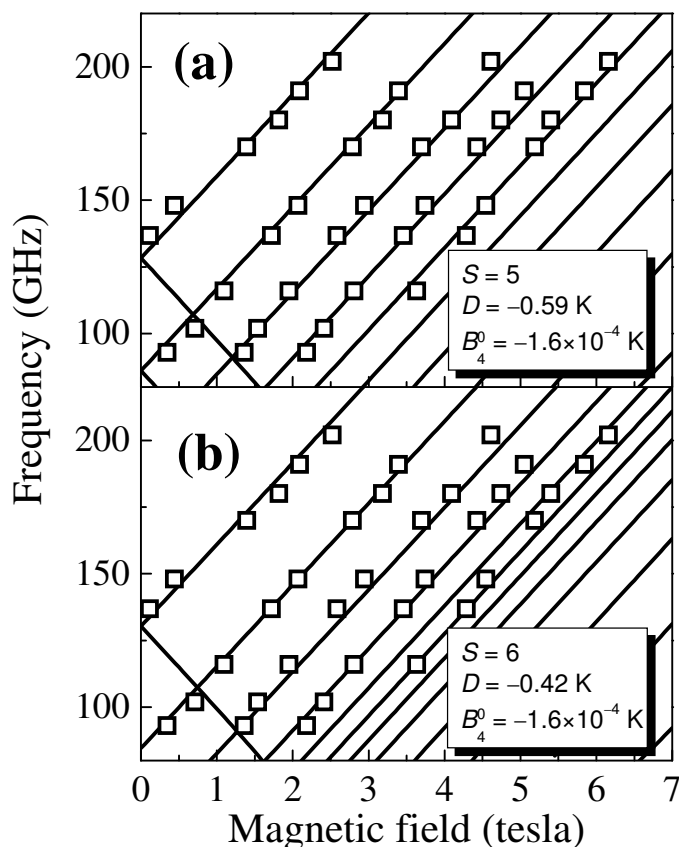 Frequency (GHz)
(a)
200
150
100
S = 5
D = −0.59 K
B₄⁰ = −1.6×10⁻⁴ K
(b)
200
150
100
S = 6
D = −0.42 K
B₄⁰ = −1.6×10⁻⁴ K
0 1 2 3 4 5 6 7
Magnetic field (tesla)